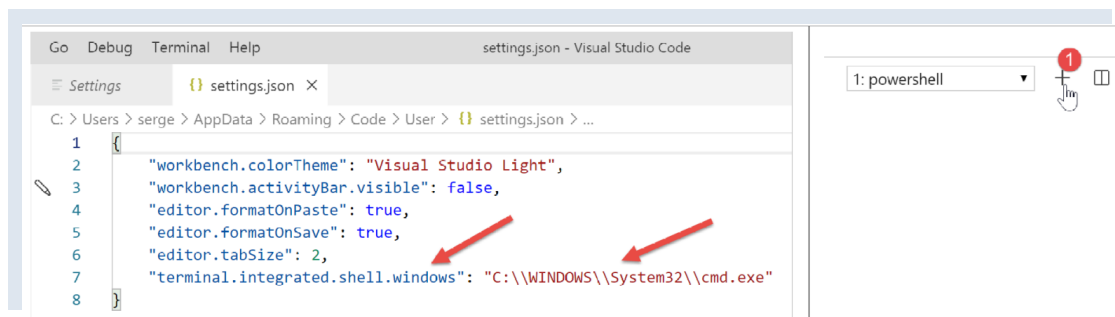 Go Debug Terminal Help settings.json - Visual Studio Code
Settings {} settings.json ×
C: > Users > serge > AppData > Roaming > Code > User > {} settings.json > ...
1 {
2 "workbench.colorTheme": "Visual Studio Light",
3 "workbench.activityBar.visible": false,
4 "editor.formatOnPaste": true,
5 "editor.formatOnSave": true,
6 "editor.tabSize": 2,
7 "terminal.integrated.shell.windows": "C:\\WINDOWS\\System32\\cmd.exe"
8 }
1: powershell
1